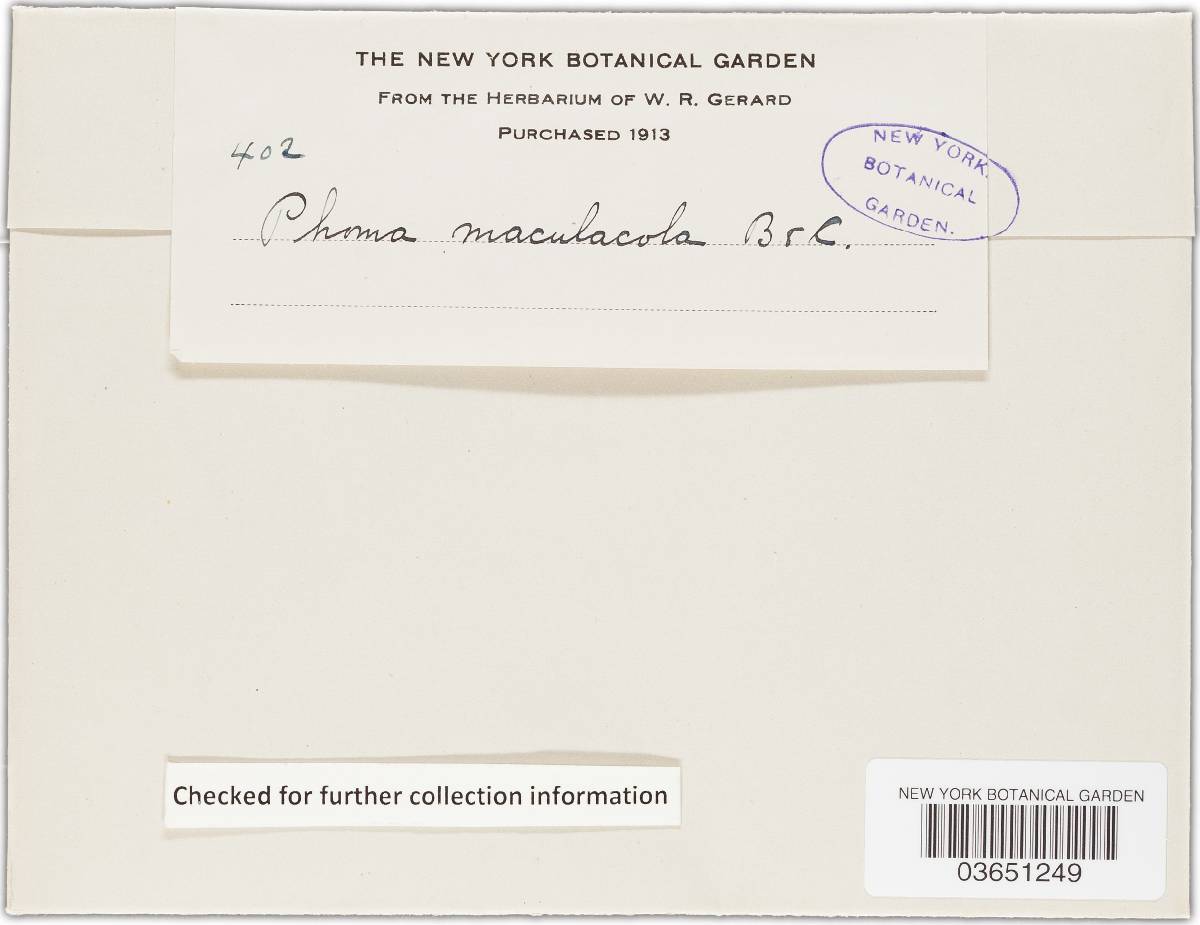 THE NEW YORK BOTANICAL GARDEN
FROM THE HERBARIUM OF W. R. GERARD
PURCHASED 1913
402
NEW YORK.
BOTANICAL
GARDEN.
Phoma maculacola B & C.
Checked for further collection information
NEW YORK BOTANICAL GARDEN
03651249